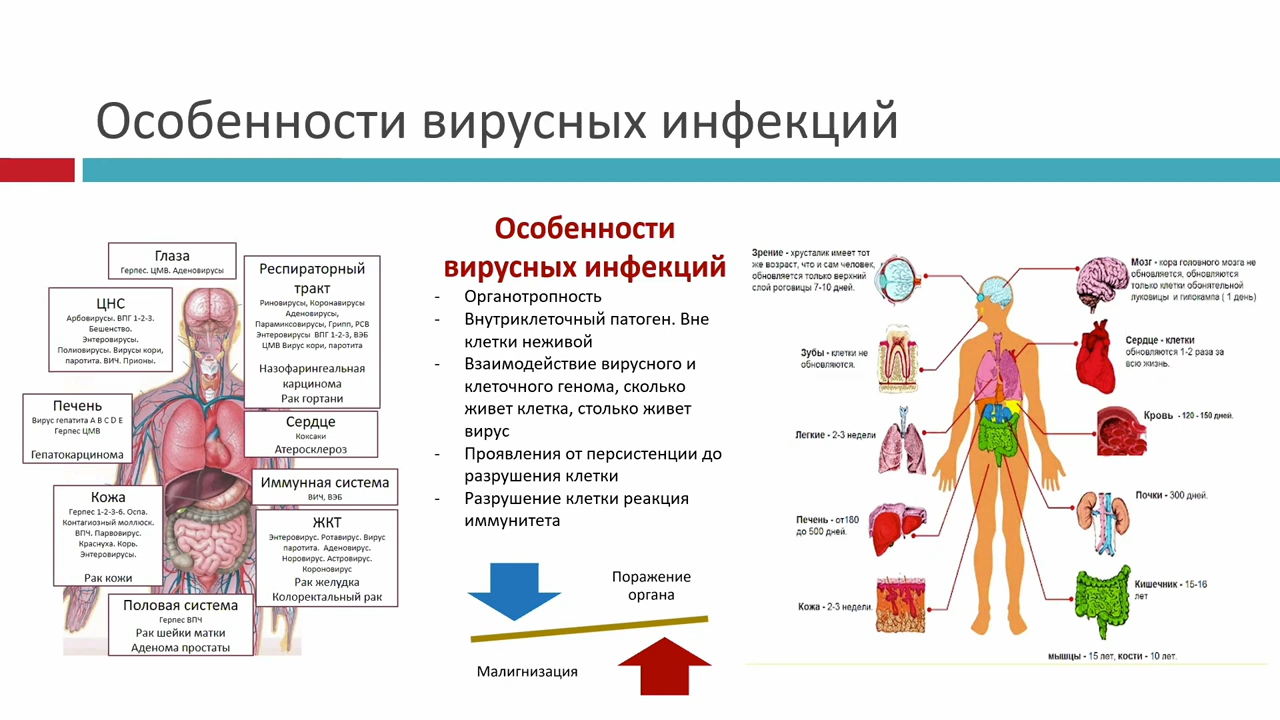 Особенности вирусных инфекций
Глаза
Герпес. ЦМВ. Аденовирусы
ЦНС
Арбовирусы. ВПГ 1-2-3.
Бешенство.
Энтеровирусы.
Полиовирусы. Вирусы кори,
паротита. ВИЧ. Прионы.
Печень
Вирус гепатита A B C D E
Герпес ЦМВ
Гепатокарцинома
Кожа
Герпес 1-2-3-6. Оспа.
Контагиозный моллюск.
ВПЧ. Парвовирус.
Краснуха. Корь.
Энтеровирусы.
Рак кожи
Половая система
Герпес ВПЧ
Рак шейки матки
Аденома простаты
Респираторный
тракт
Риновирусы, Коронавирусы
Аденовирусы,
Парамиксовирусы, Грипп, РСВ
Энтеровирусы ВПГ 1-2-3, ВЭБ
ЦМВ Вирус кори, паротита
Назофарингеальная
карцинома
Рак гортани
Сердце
Коксаки
Атеросклероз
Иммунная система
ВИЧ, ВЭБ
ЖКТ
Энтеровирус. Ротавирус. Вирус
паротита. Аденовирус.
Норовирус. Астровирус.
Короновирус
Рак желудка
Колоректальный рак
Особенности
вирусных инфекций
- Органотропность
- Внутриклеточный патоген. Вне
клетки неживой
- Взаимодействие вирусного и
клеточного генома, сколько
живет клетка, столько живет
вирус
- Проявления от персистенции до
разрушения клетки
- Разрушение клетки реакция
иммунитета
Поражение
органа
Малигнизация
Зрение - хрусталик имеет тот
же возраст, что и сам человек,
обновляется только верхний
слой роговицы 7-10 дней.
Зубы - клетки не
обновляются.
Легкие - 2-3 недели
Печень - от180
до 500 дней.
Кожа - 2-3 недели.
Мозг - кора головного мозга не
обновляется, обновляются
только клетки обонятельной
луковицы и гипокампа ( 1 день)
Сердце - клетки
обновляются 1-2 раза за
всю жизнь.
Кровь - 120 - 150 дней.
Почки - 300 дней.
Кишечник - 15-16
лет
мышцы - 15 лет, кости - 10 лет.